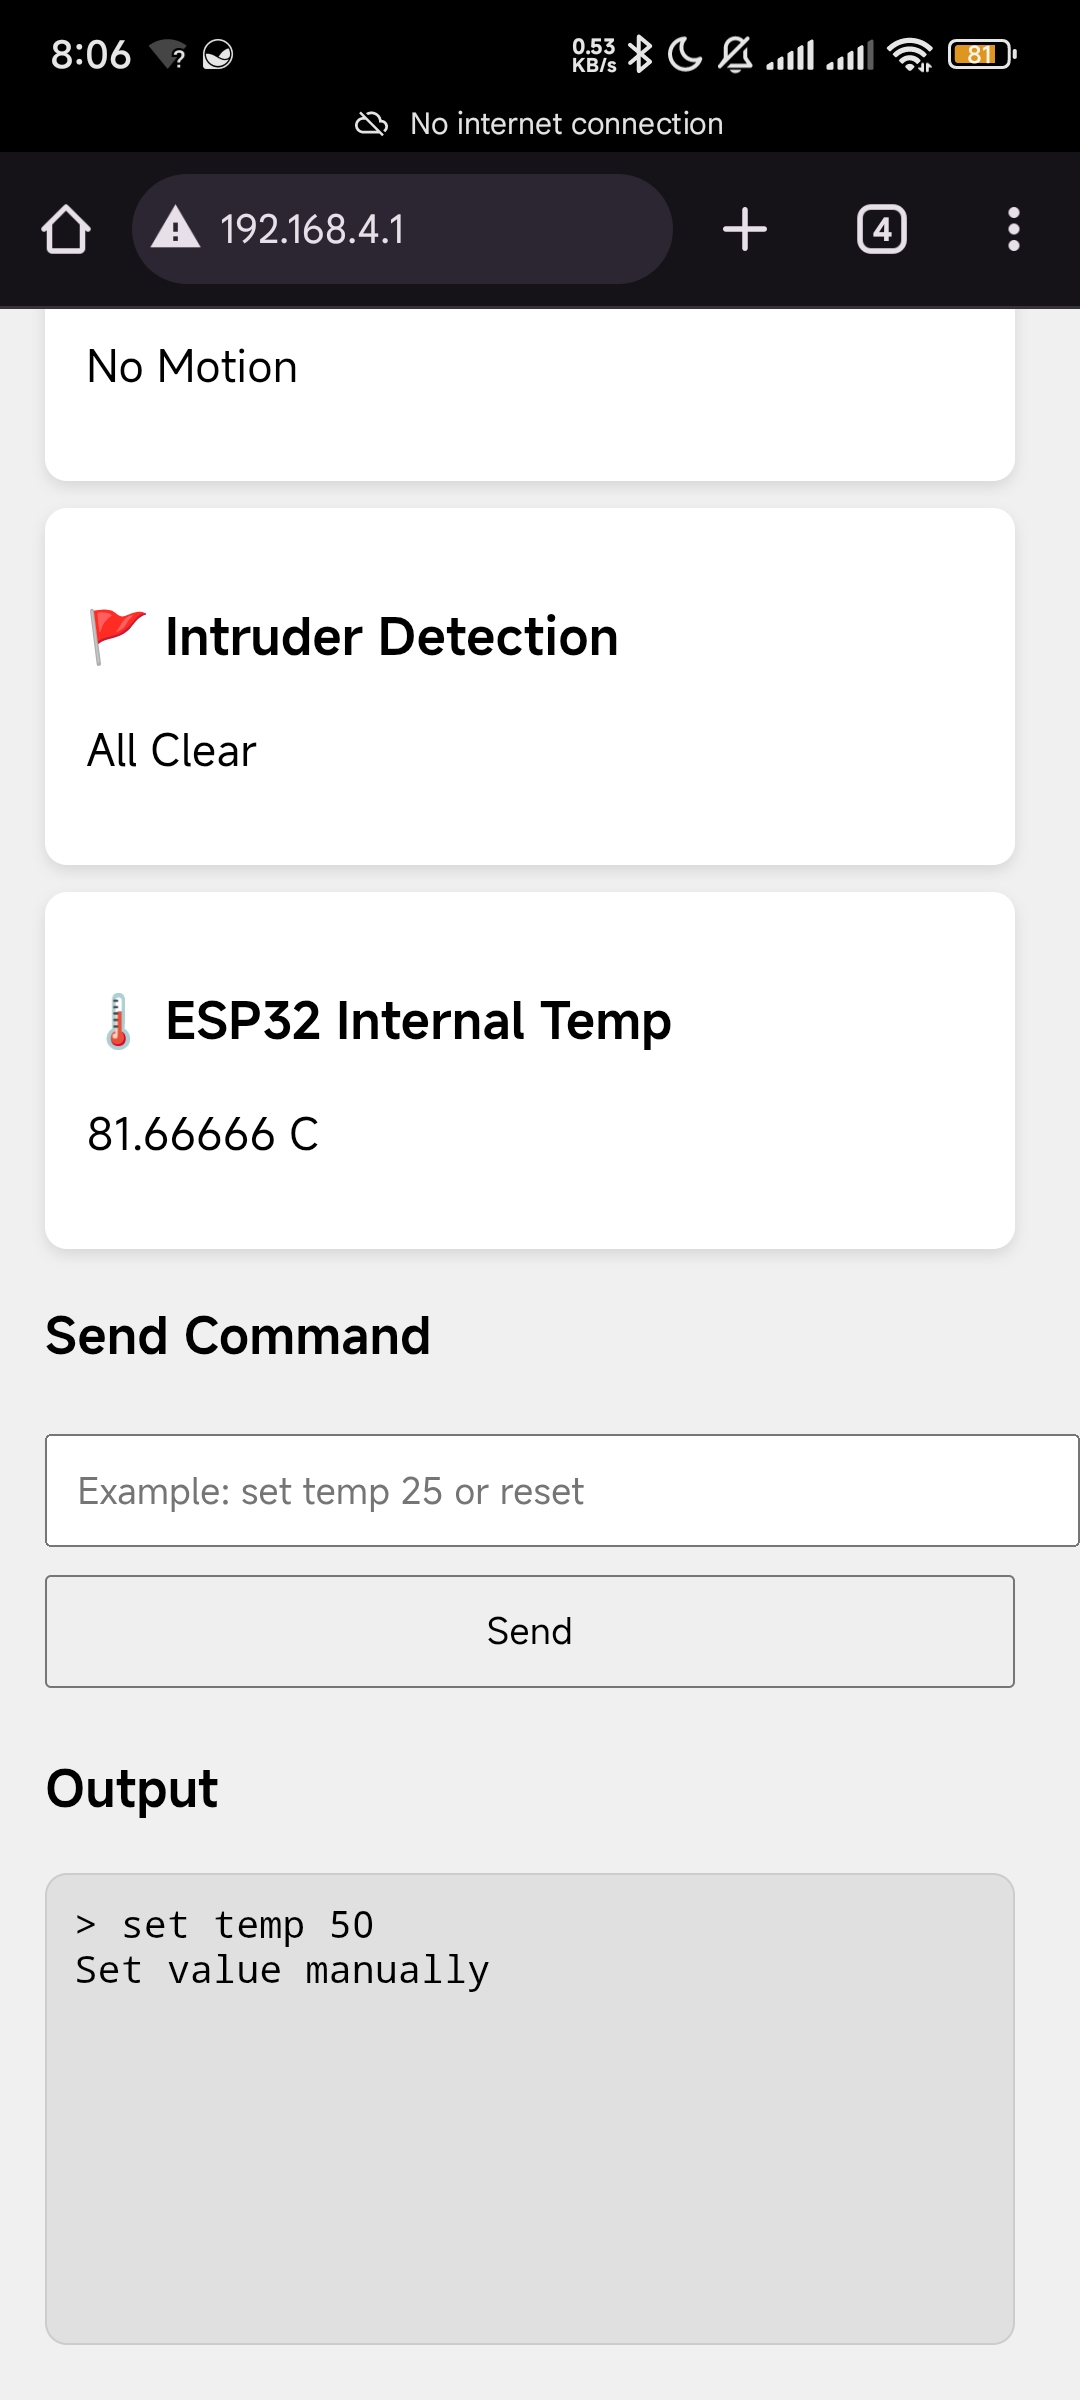 8:06
0.53
KB/s
81
No internet connection
192.168.4.1
4
No Motion
🚩 Intruder Detection
All Clear
🌡️ ESP32 Internal Temp
81.66666 C
Send Command
Example: set temp 25 or reset
Send
Output
> set temp 50
Set value manually